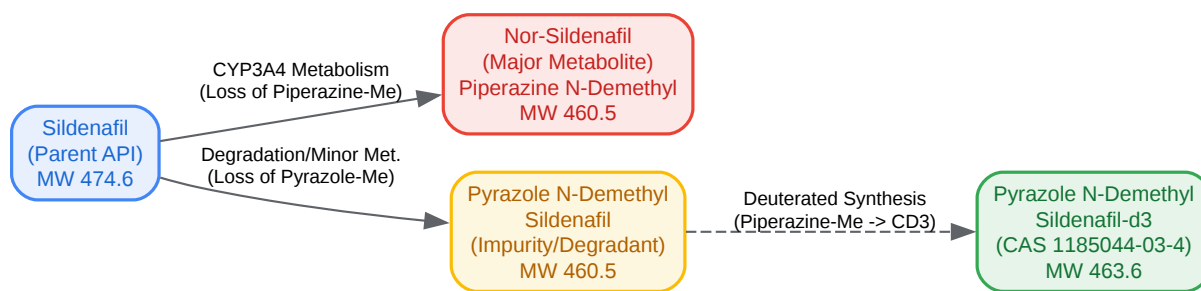 Sildenafil
(Parent API)
MW 474.6
CYP3A4 Metabolism
(Loss of Piperazine-Me)
Nor-Sildenafil
(Major Metabolite)
Piperazine N-Demethyl
MW 460.5
Degradation/Minor Met.
(Loss of Pyrazole-Me)
Pyrazole N-Demethyl
Sildenafil
(Impurity/Degradant)
MW 460.5
Deuterated Synthesis
(Piperazine-Me -> CD3)
Pyrazole N-Demethyl
Sildenafil-d3
(CAS 1185044-03-4)
MW 463.6